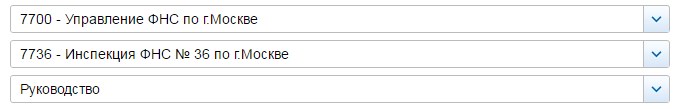 7700 - Управление ФНС по г.Москве
7736 - Инспекция ФНС № 36 по г.Москве
Руководство